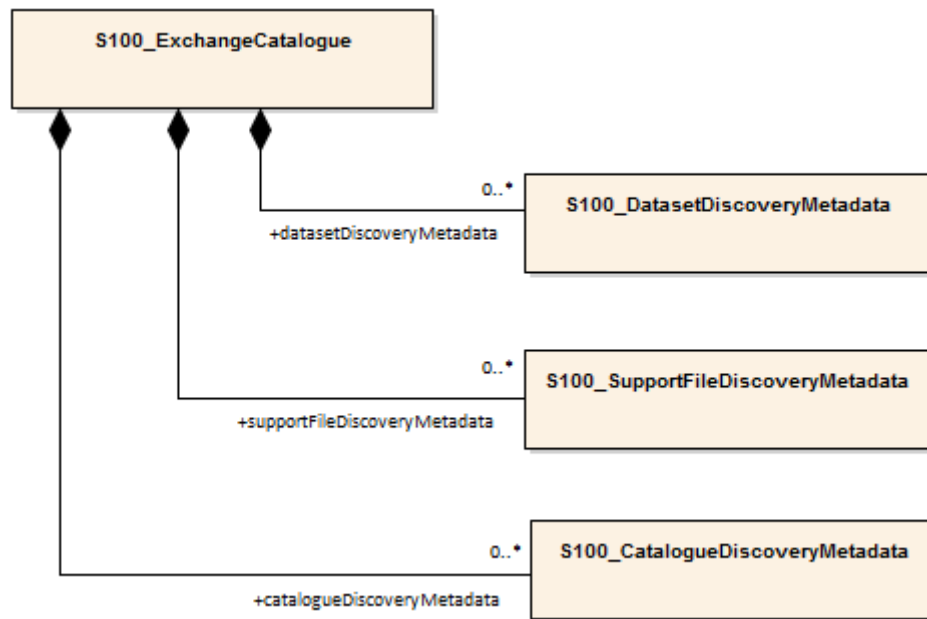 S100_ExchangeCatalogue
0..*
S100_DatasetDiscoveryMetadata
+datasetDiscoveryMetadata
0..*
S100_SupportFileDiscoveryMetadata
+supportFileDiscoveryMetadata
0..*
S100_CatalogueDiscoveryMetadata
+catalogueDiscoveryMetadata